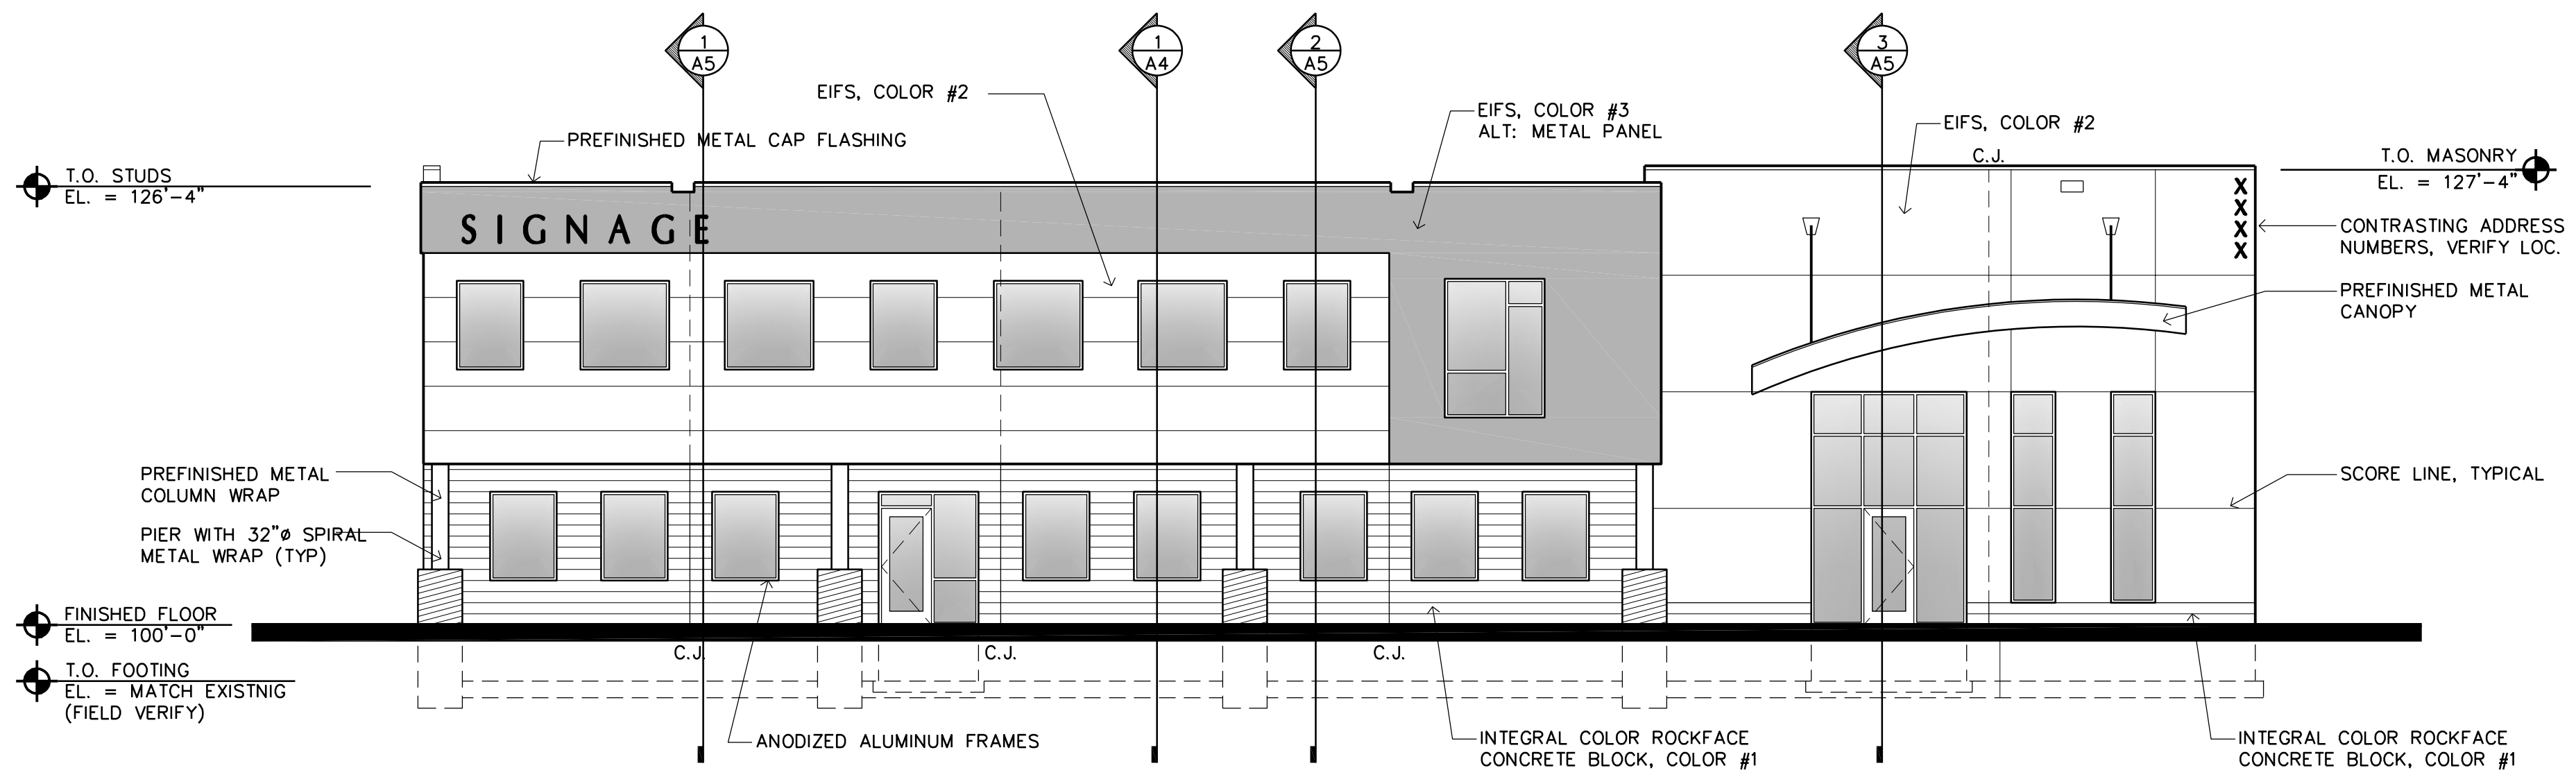 1
A5
1
A4
2
A5
3
A5
EIFS, COLOR #2
PREFINISHED METAL CAP FLASHING
EIFS, COLOR #3
ALT: METAL PANEL
EIFS, COLOR #2
C.J.
T.O. STUDS
EL. = 126'-4"
T.O. MASONRY
EL. = 127'-4"
SIGNAGE
X
X
X
X
CONTRASTING ADDRESS
NUMBERS, VERIFY LOC.
PREFINISHED METAL
CANOPY
PREFINISHED METAL
COLUMN WRAP
SCORE LINE, TYPICAL
PIER WITH 32"ø SPIRAL
METAL WRAP (TYP)
FINISHED FLOOR
EL. = 100'-0"
C.J.
C.J.
C.J.
T.O. FOOTING
EL. = MATCH EXISTNIG
(FIELD VERIFY)
ANODIZED ALUMINUM FRAMES
INTEGRAL COLOR ROCKFACE
CONCRETE BLOCK, COLOR #1
INTEGRAL COLOR ROCKFACE
CONCRETE BLOCK, COLOR #1